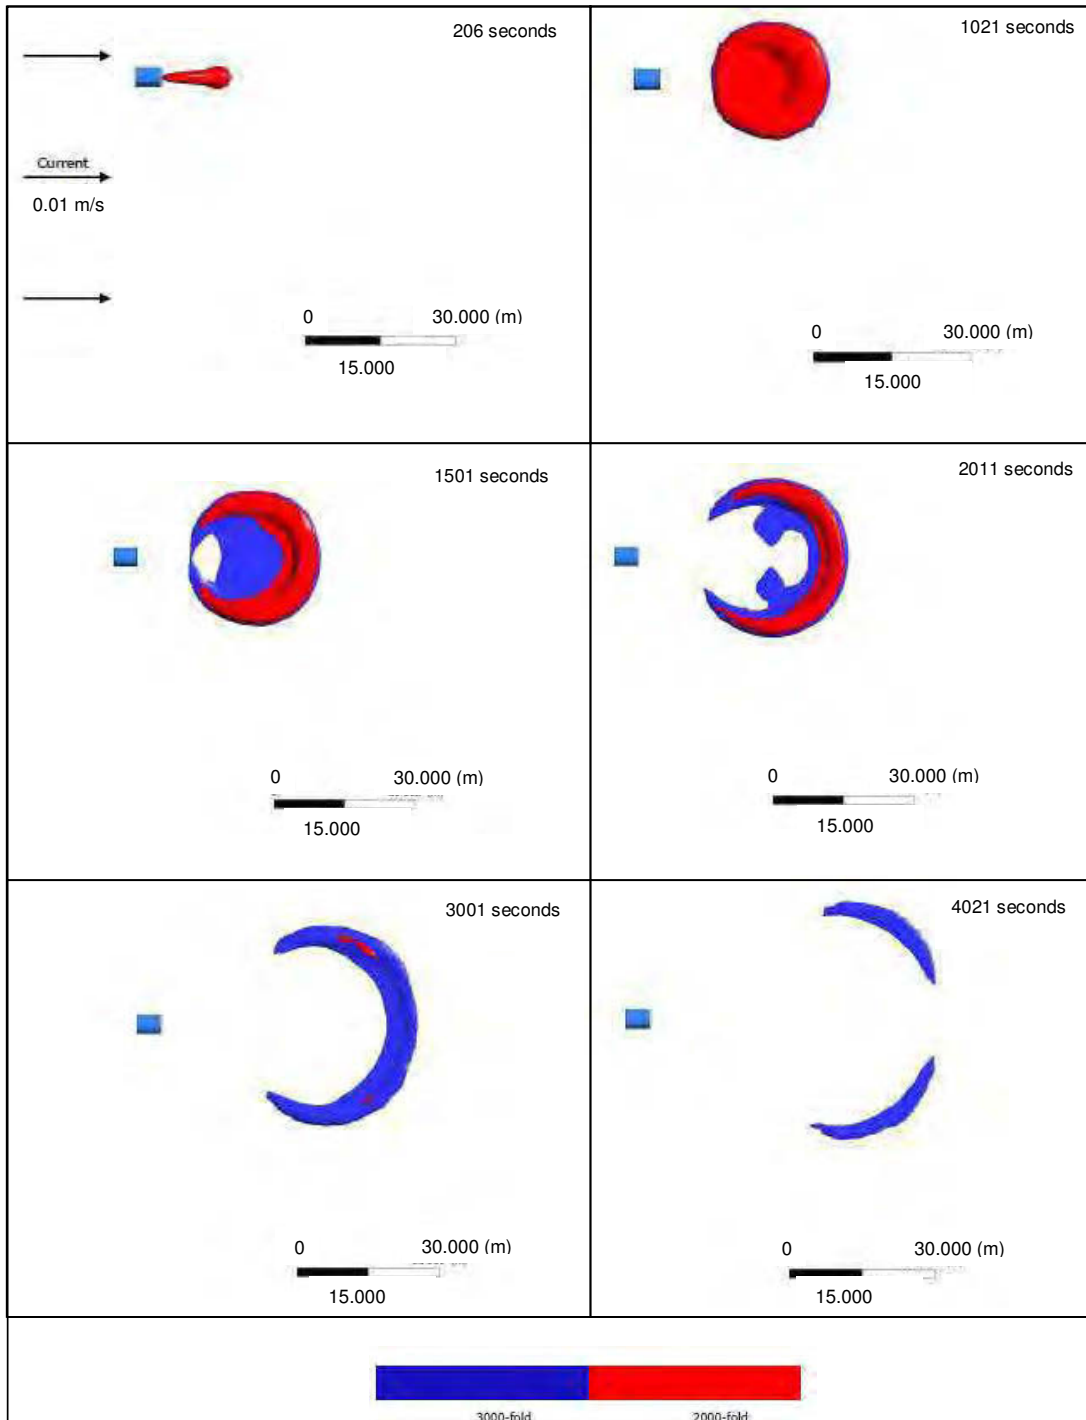 206 seconds
1021 seconds
Current
0.01 m/s
0 30.000 (m)
15.000
0 30.000 (m)
15.000
1501 seconds
2011 seconds
0 30.000 (m)
15.000
0 30.000 (m)
15.000
3001 seconds
4021 seconds
0 30.000 (m)
15.000
0 30.000 (m)
15.000
3000-fold 2000-fold